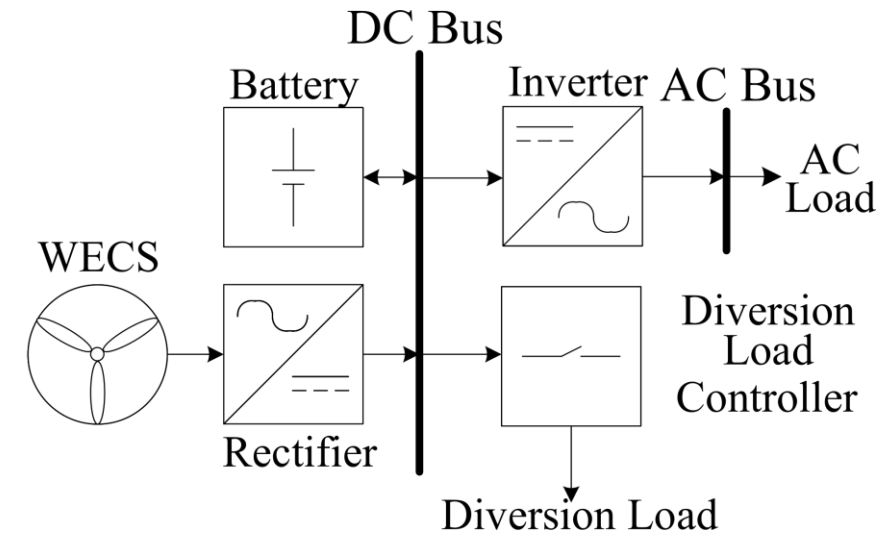 DC Bus
Battery
Inverter
AC Bus
AC
Load
WECS
Diversion
Load
Controller
Rectifier
Diversion Load